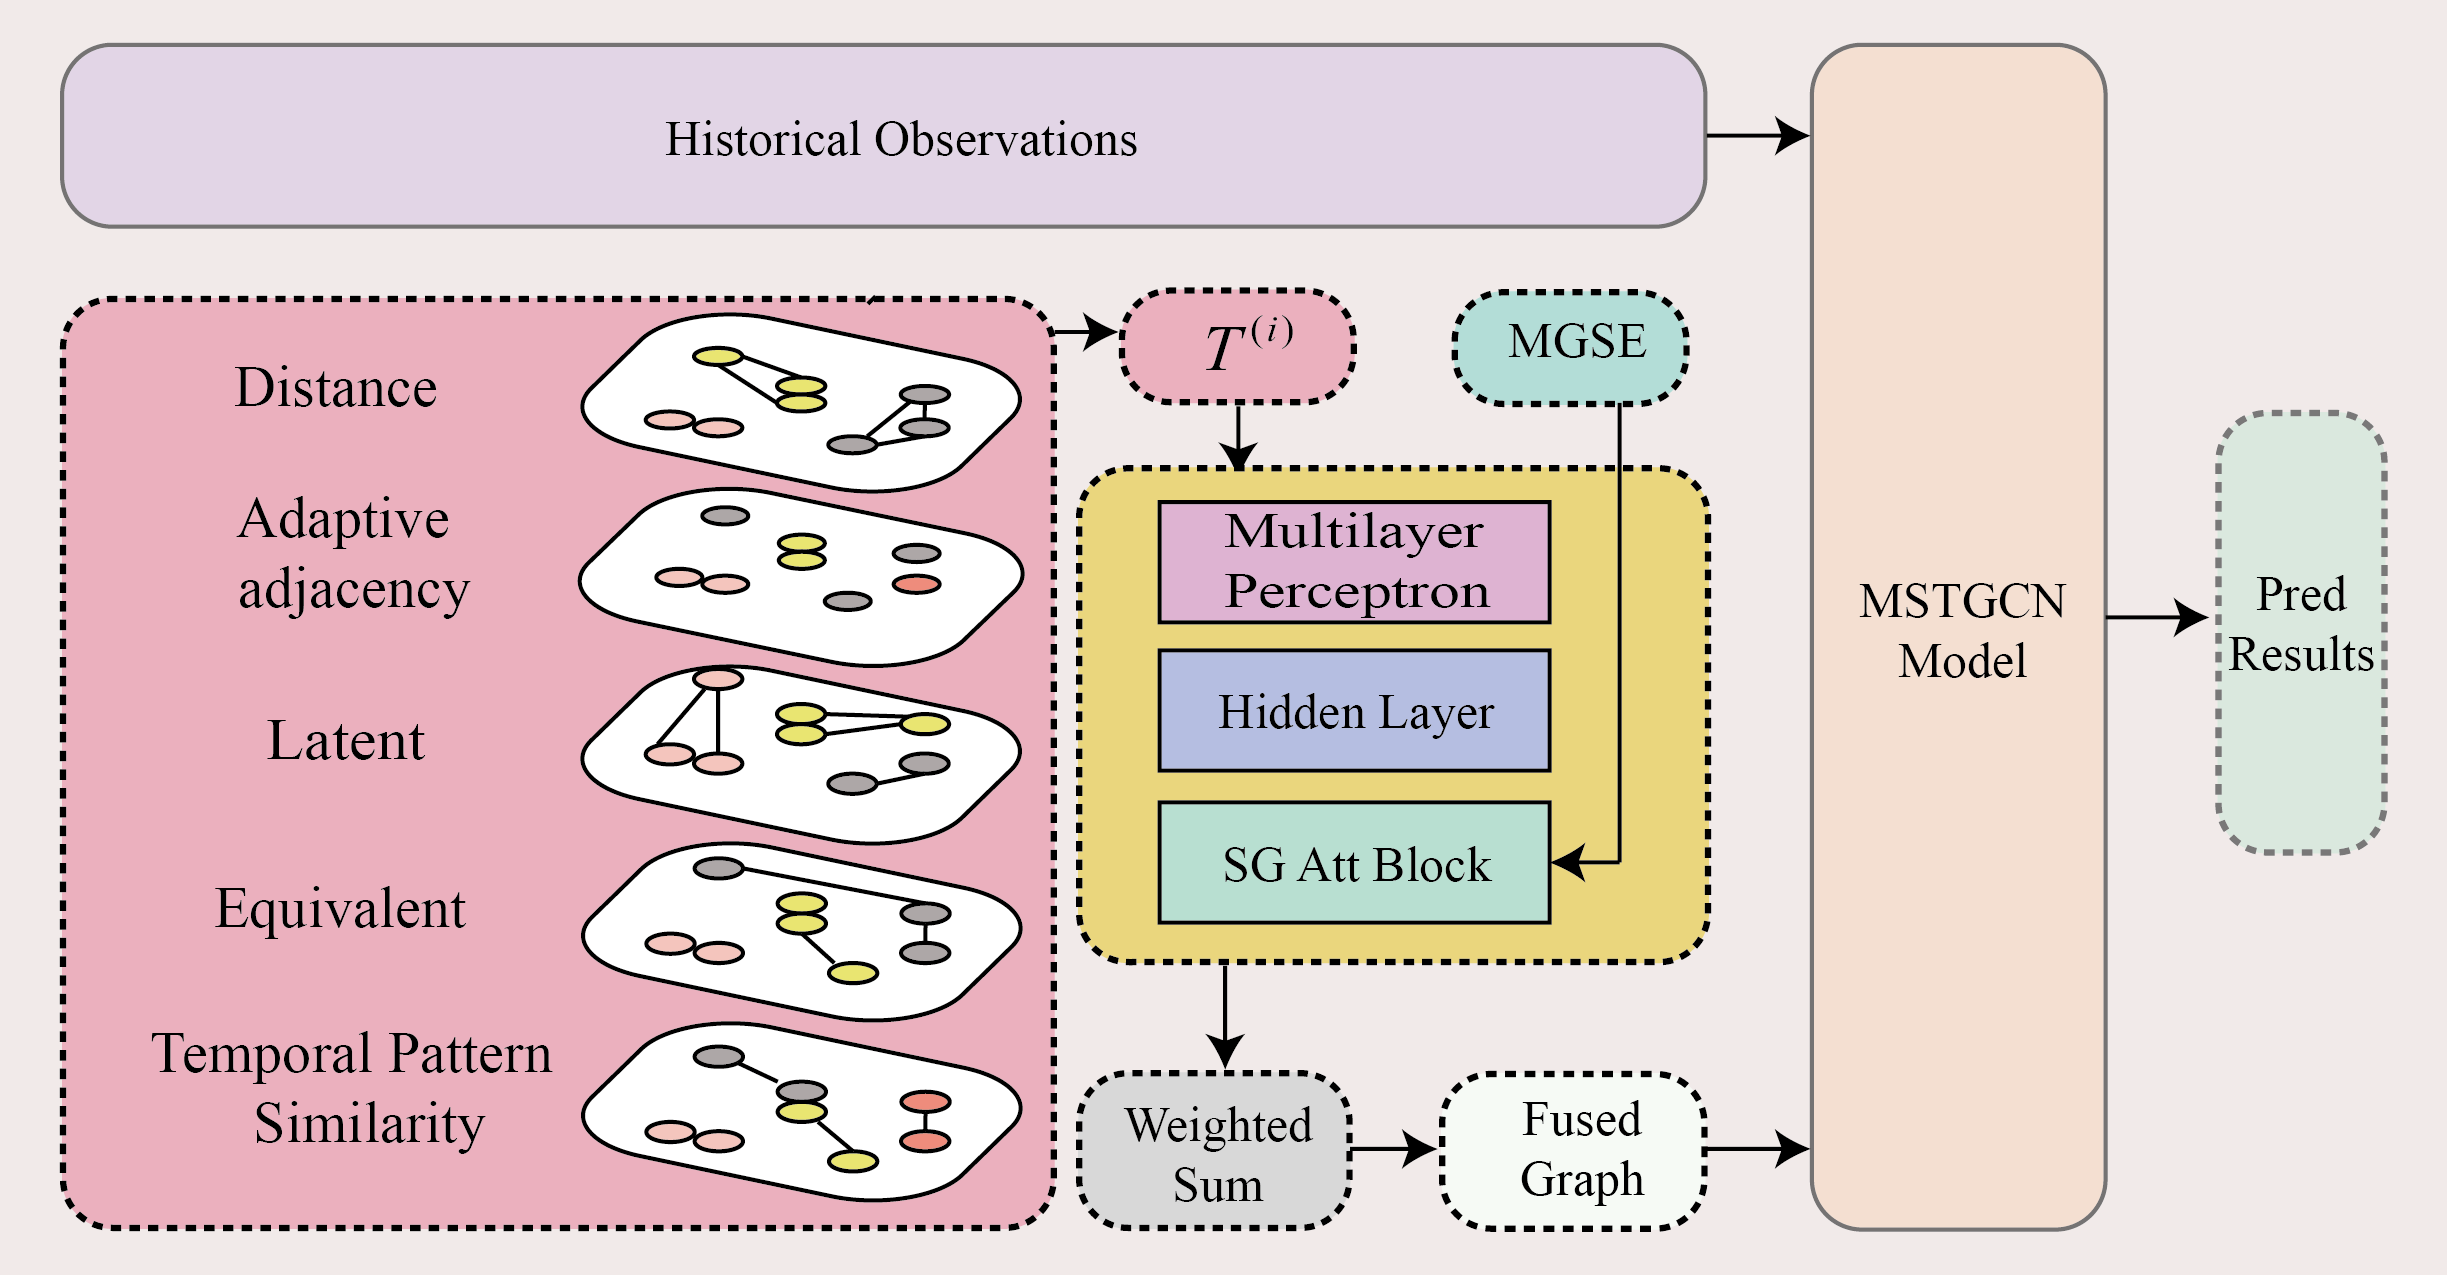 Historical Observations
Distance
Adaptive
adjacency
Latent
Equivalent
Temporal Pattern
Similarity
T(i)
MGSE
Multilayer
Perceptron
Hidden Layer
SG Att Block
Weighted
Sum
Fused
Graph
MSTGCN
Model
Pred
Results